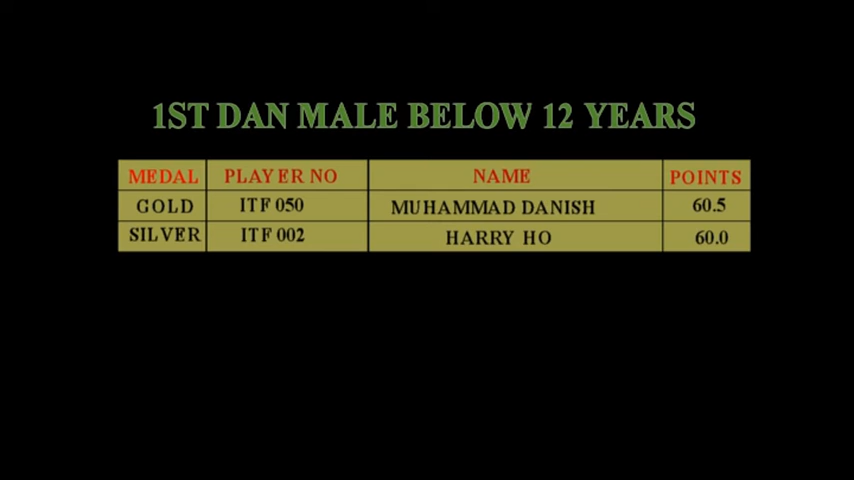 1ST DAN MALE BELOW 12 YEARS
MEDAL PLAYER NO NAME POINTS
GOLD ITF 050 MUHAMMAD DANISH 60.5
SILVER ITF 002 HARRY HO 60.0